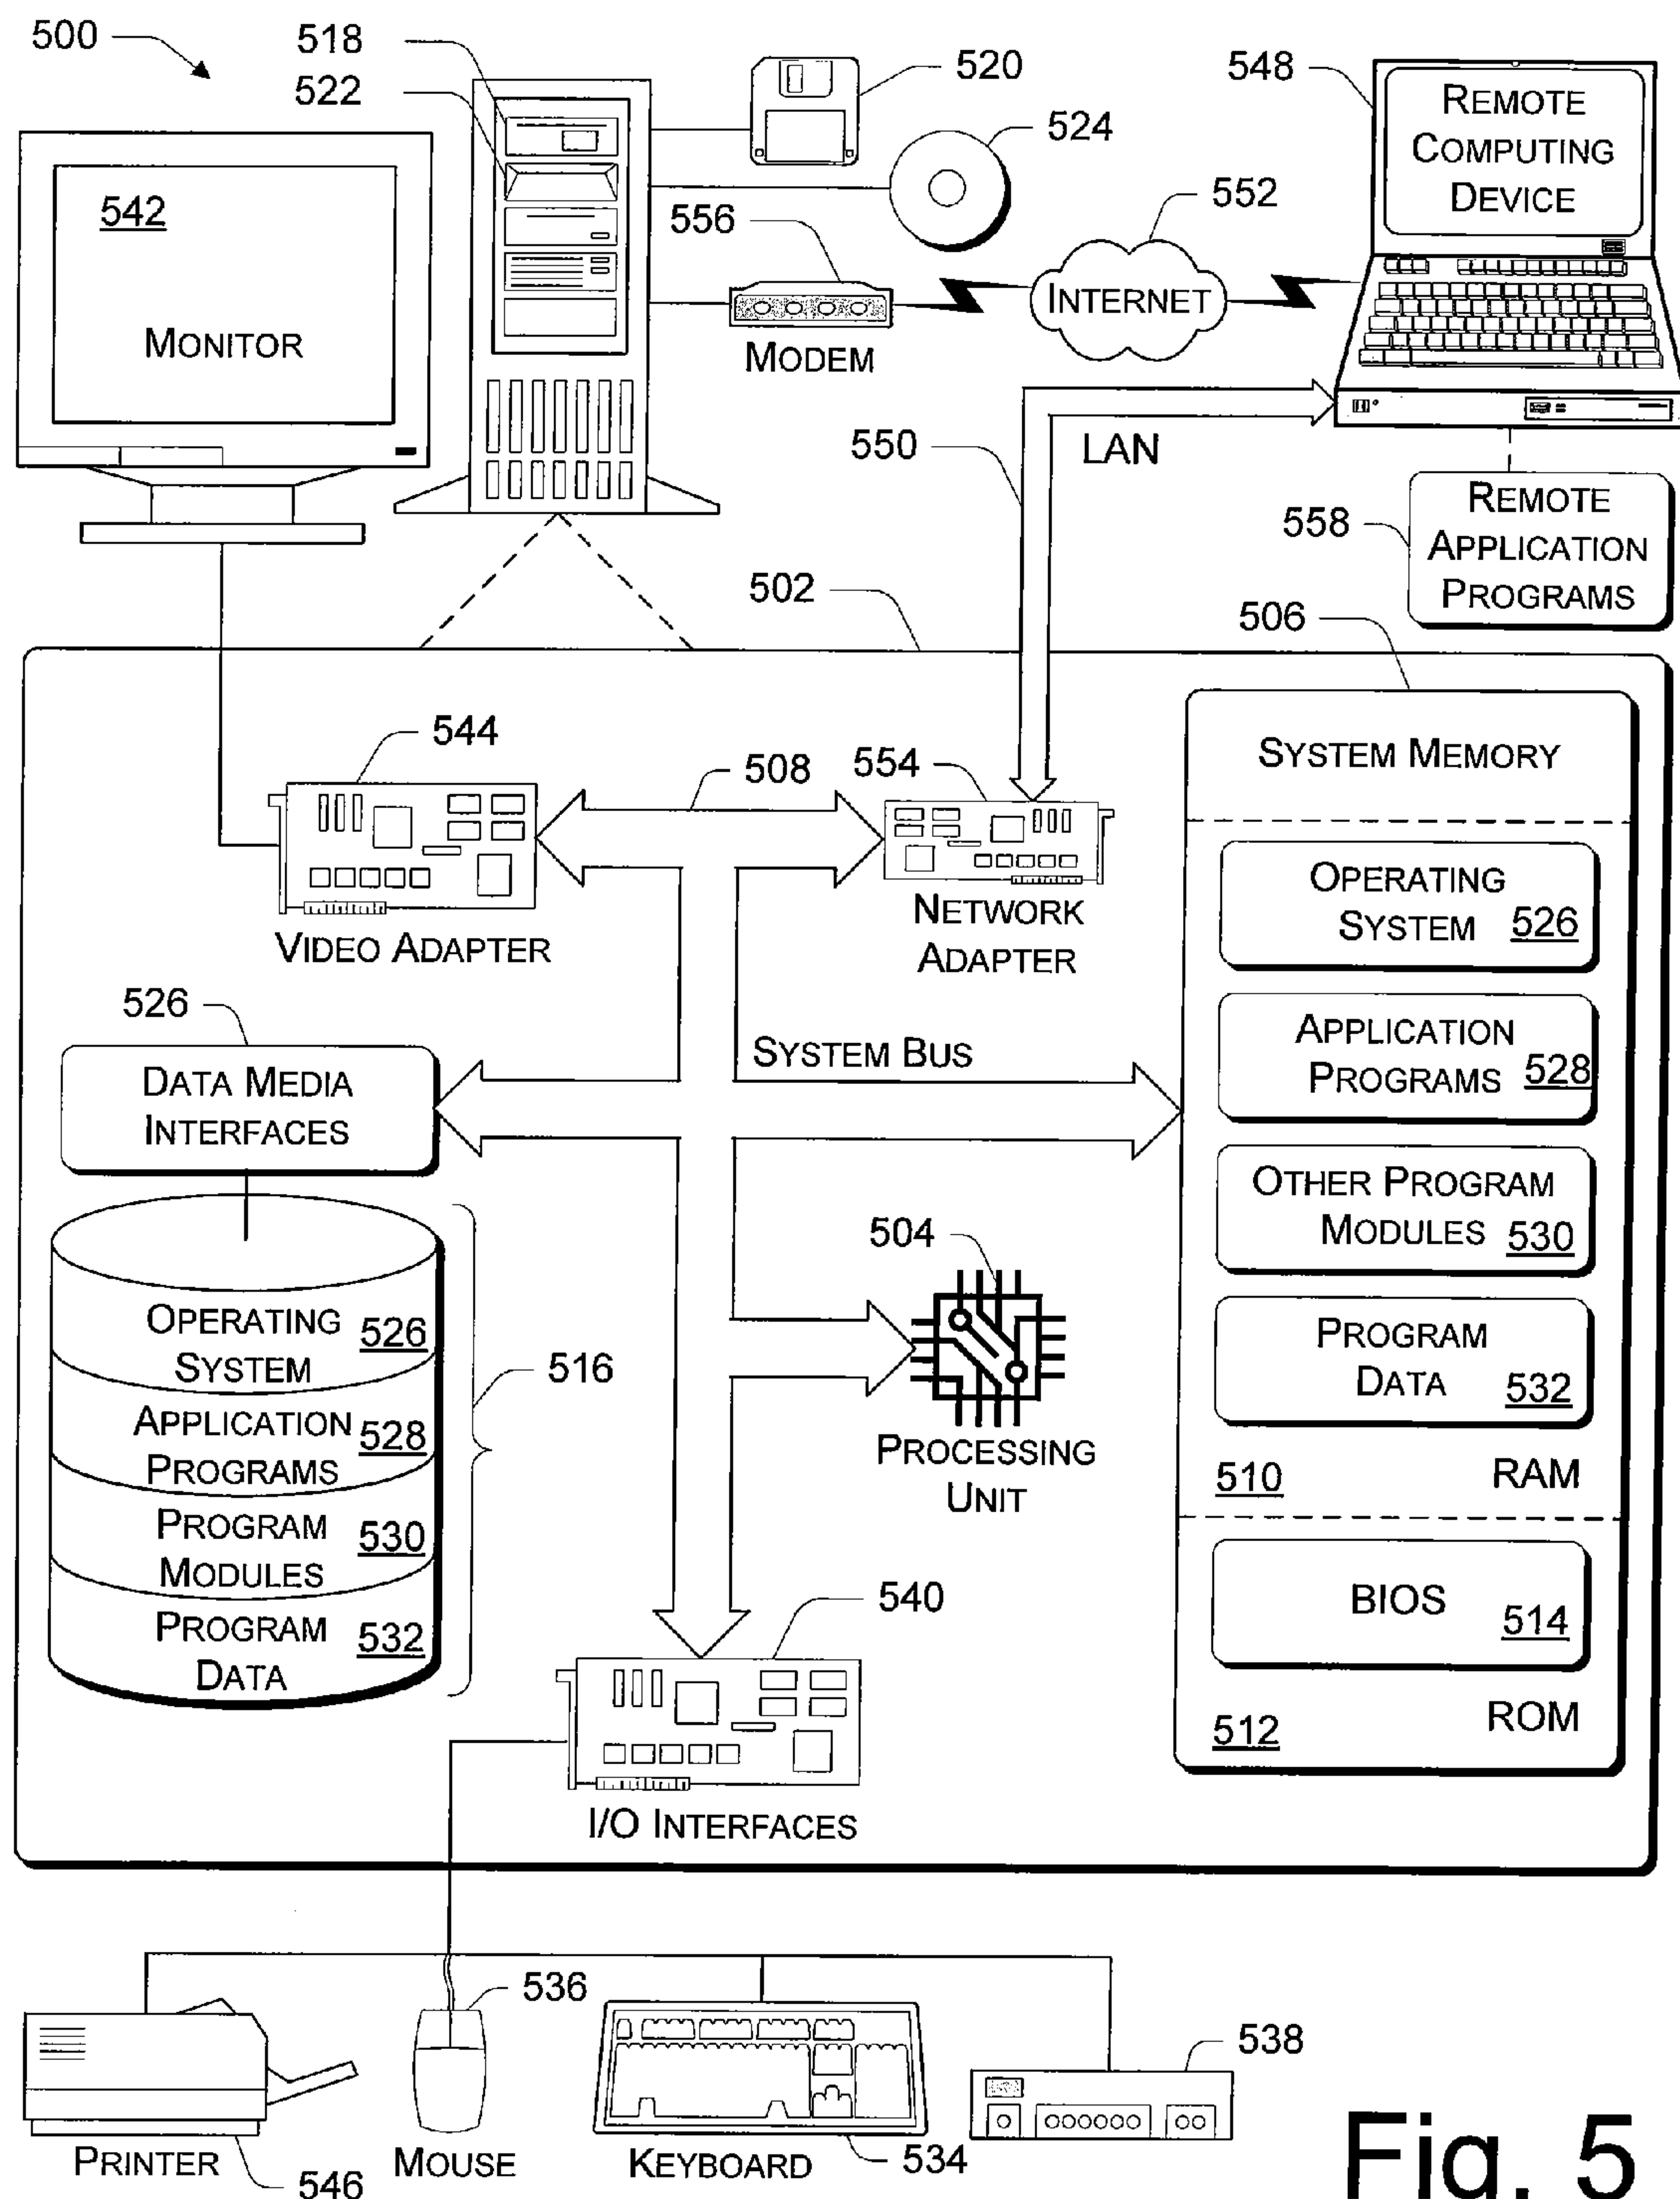 500
518
522
520
524
548
REMOTE
COMPUTING
DEVICE
542
MONITOR
556
MODEM
552
INTERNET
550
LAN
558
REMOTE
APPLICATION
PROGRAMS
502
506
544
508
554
VIDEO ADAPTER
NETWORK
ADAPTER
SYSTEM MEMORY
OPERATING
SYSTEM 526
APPLICATION
PROGRAMS 528
OTHER PROGRAM
MODULES 530
PROGRAM
DATA 532
510 RAM
BIOS 514
512 ROM
526
DATA MEDIA
INTERFACES
SYSTEM BUS
OPERATING
SYSTEM 526
APPLICATION
PROGRAMS 528
PROGRAM
MODULES 530
PROGRAM
DATA 532
516
504
PROCESSING
UNIT
540
I/O INTERFACES
PRINTER
546
536
MOUSE
KEYBOARD
534
538
Fig. 5